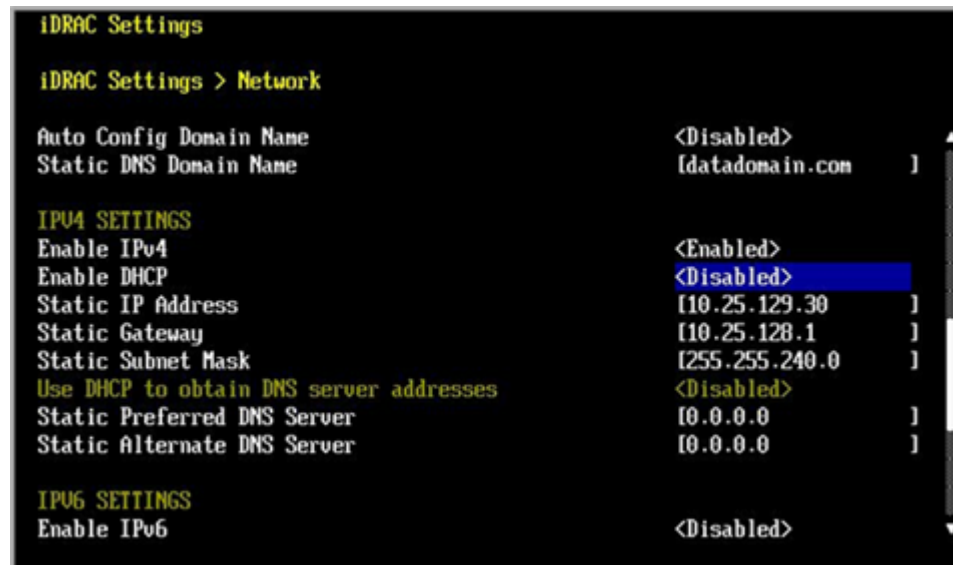 iDRAC Settings
iDRAC Settings > Network
Auto Config Domain Name <Disabled>
Static DNS Domain Name [datadomain.com ]
IPV4 SETTINGS
Enable IPv4 <Enabled>
Enable DHCP <Disabled>
Static IP Address [10.25.129.30 ]
Static Gateway [10.25.128.1 ]
Static Subnet Mask [255.255.240.0 ]
Use DHCP to obtain DNS server addresses <Disabled>
Static Preferred DNS Server [0.0.0.0 ]
Static Alternate DNS Server [0.0.0.0 ]
IPV6 SETTINGS
Enable IPv6 <Disabled>